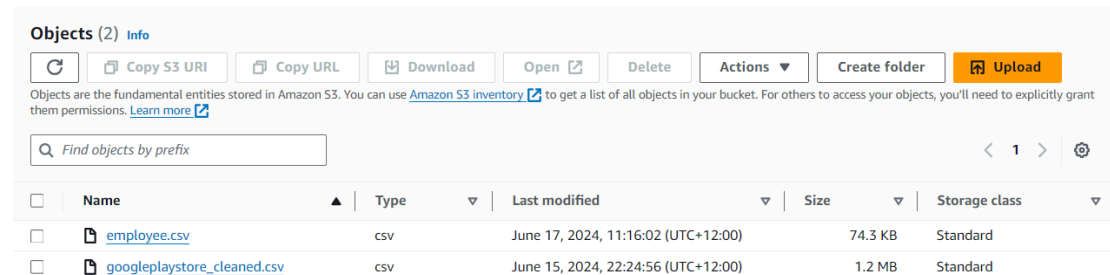 Objects (2) Info
Copy S3 URI Copy URL Download Open Delete Actions Create folder Upload
Objects are the fundamental entities stored in Amazon S3. You can use Amazon S3 inventory to get a list of all objects in your bucket. For others to access your objects, you'll need to explicitly grant
them permissions. Learn more
Find objects by prefix 1
Name Type Last modified Size Storage class
employee.csv csv June 17, 2024, 11:16:02 (UTC+12:00) 74.3 KB Standard
googleplaystore_cleaned.csv csv June 15, 2024, 22:24:56 (UTC+12:00) 1.2 MB Standard